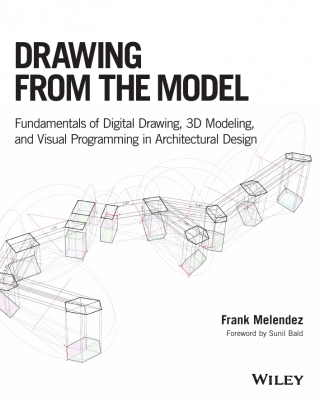 DRAWING
FROM THE MODEL
Fundamentals of Digital Drawing, 3D Modeling,
and Visual Programming in Architectural Design
Frank Melendez
Foreword by Sunil Bald
WILEY